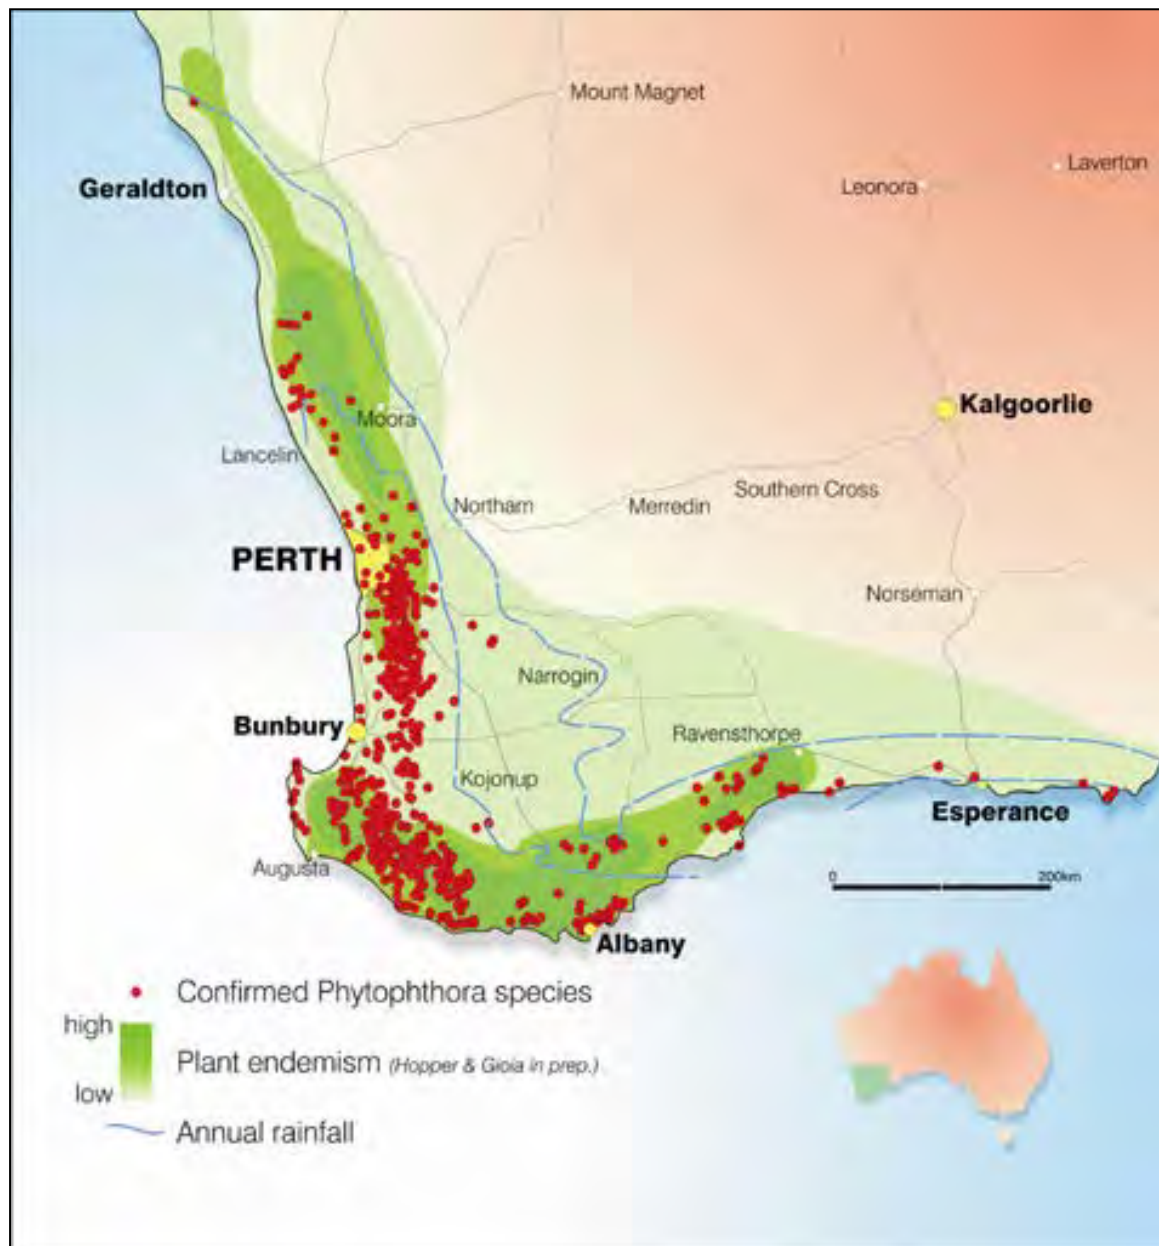 Mount Magnet
Laverton
Geraldton
Leonora
Kalgoorlie
Moora
Lancelin
Southern Cross
Northam
Merredin
PERTH
Norseman
Narrogin
Bunbury
Ravensthorpe
Kojonup
Esperance
Augusta
0 200km
Albany
Confirmed Phytophthora species
high
Plant endemism (Hopper & Gioia in prep.)
low
Annual rainfall